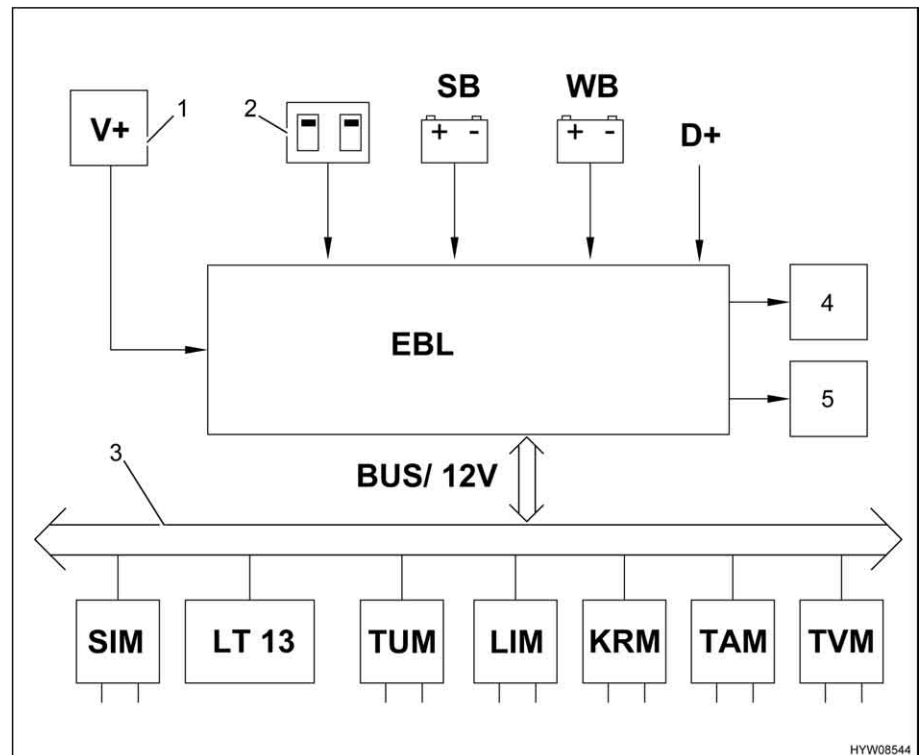 SB WB
V+ 1 2 D+
+ - + -
EBL
4
5
BUS/ 12V
3
SIM LT 13 TUM LIM KRM TAM TVM
HYW08544